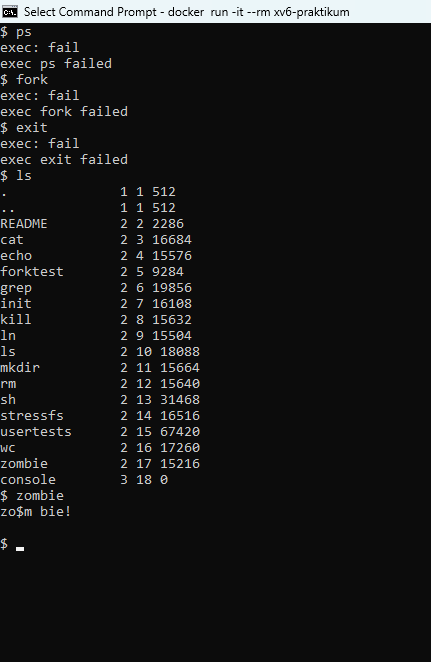 Select Command Prompt - docker run -it --rm xv6-praktikum
$ ps
exec: fail
exec ps failed
$ fork
exec: fail
exec fork failed
$ exit
exec: fail
exec exit failed
$ ls
. 1 1 512
.. 1 1 512
README 2 2 2286
cat 2 3 16684
echo 2 4 15576
forktest 2 5 9284
grep 2 6 19856
init 2 7 16108
kill 2 8 15632
ln 2 9 15504
ls 2 10 18088
mkdir 2 11 15664
rm 2 12 15640
sh 2 13 31468
stressfs 2 14 16516
usertests 2 15 67420
wc 2 16 17260
zombie 2 17 15216
console 3 18 0
$ zombie
zo$m bie!
$